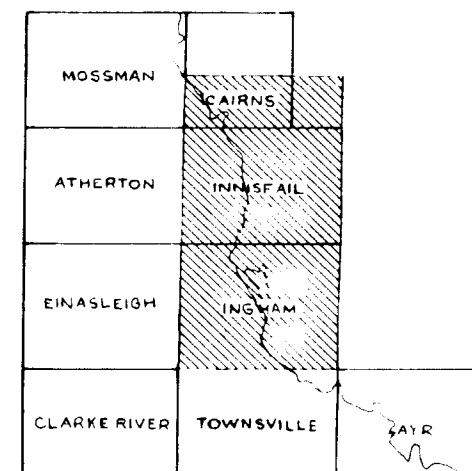 MOSSMAN
CAIRNS
ATHERTON
INNISFAIL
EINASLEIGH
INGHAM
CLARKE RIVER
TOWNSVILLE
AYR